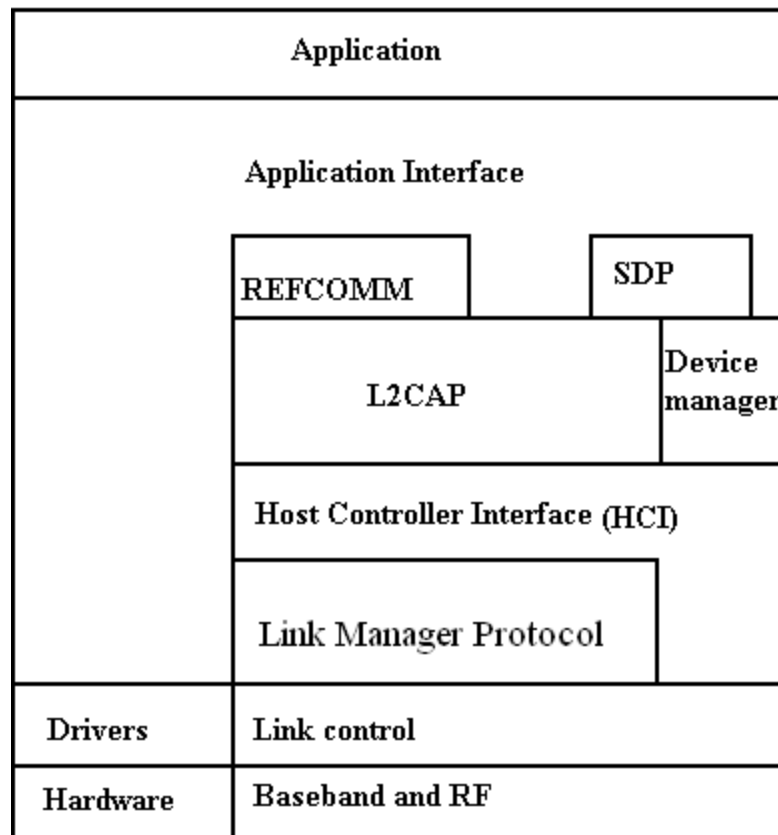 Application
Application Interface
REFCOMM
SDP
L2CAP
Device
manager
Host Controller Interface (HCI)
Link Manager Protocol
Drivers
Link control
Hardware
Baseband and RF